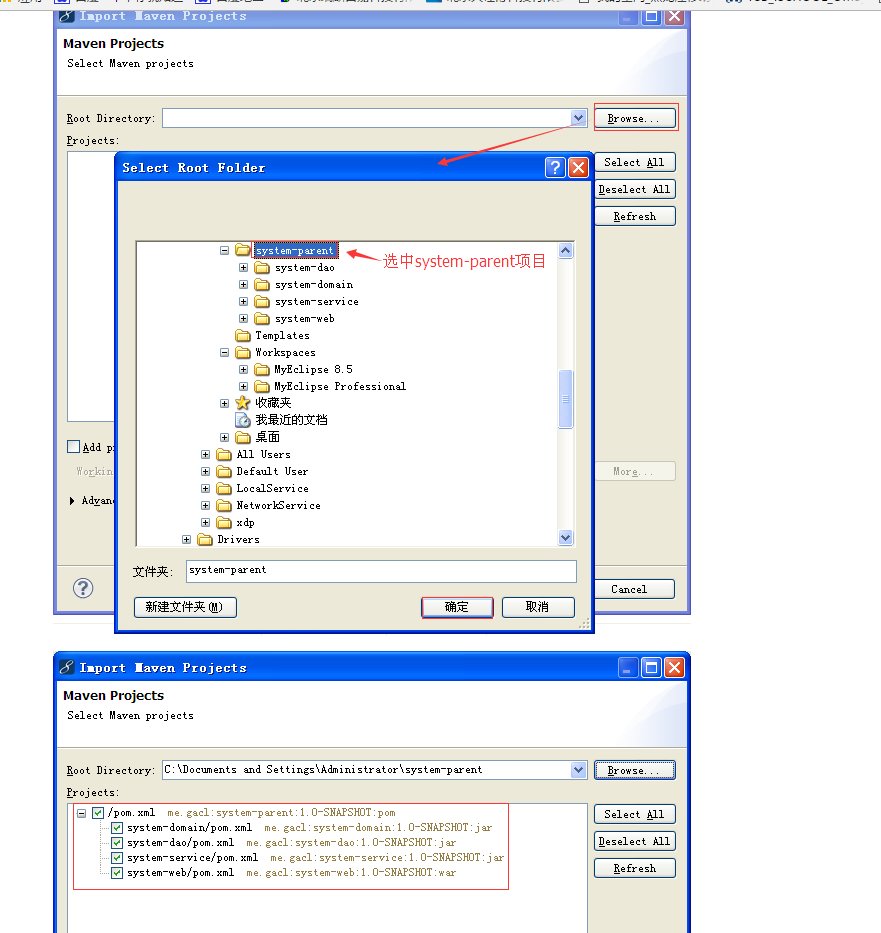 Import Maven Projects
Maven Projects
Select Maven projects
Root Directory:
Browse...
Projects:
Select All
Deselect All
Refresh
Select Root Folder
system-parent
选中system-parent项目
system-dao
system-domain
system-service
system-web
Templates
Workspaces
MyEclipse 8.5
MyEclipse Professional
收藏夹
我最近的文档
桌面
All Users
Default User
LocalService
NetworkService
xdp
Drivers
文件夹:
system-parent
新建文件夹(M)
确定
取消
Add
More...
Cancel
Import Maven Projects
Maven Projects
Select Maven projects
Root Directory:
C:\Documents and Settings\Administrator\system-parent
Browse...
Projects:
/pom.xml me.gacl:system-parent:1.0-SNAPSHOT:pom
system-domain/pom.xml me.gacl:system-domain:1.0-SNAPSHOT:jar
system-dao/pom.xml me.gacl:system-dao:1.0-SNAPSHOT:jar
system-service/pom.xml me.gacl:system-service:1.0-SNAPSHOT:jar
system-web/pom.xml me.gacl:system-web:1.0-SNAPSHOT:war
Select All
Deselect All
Refresh